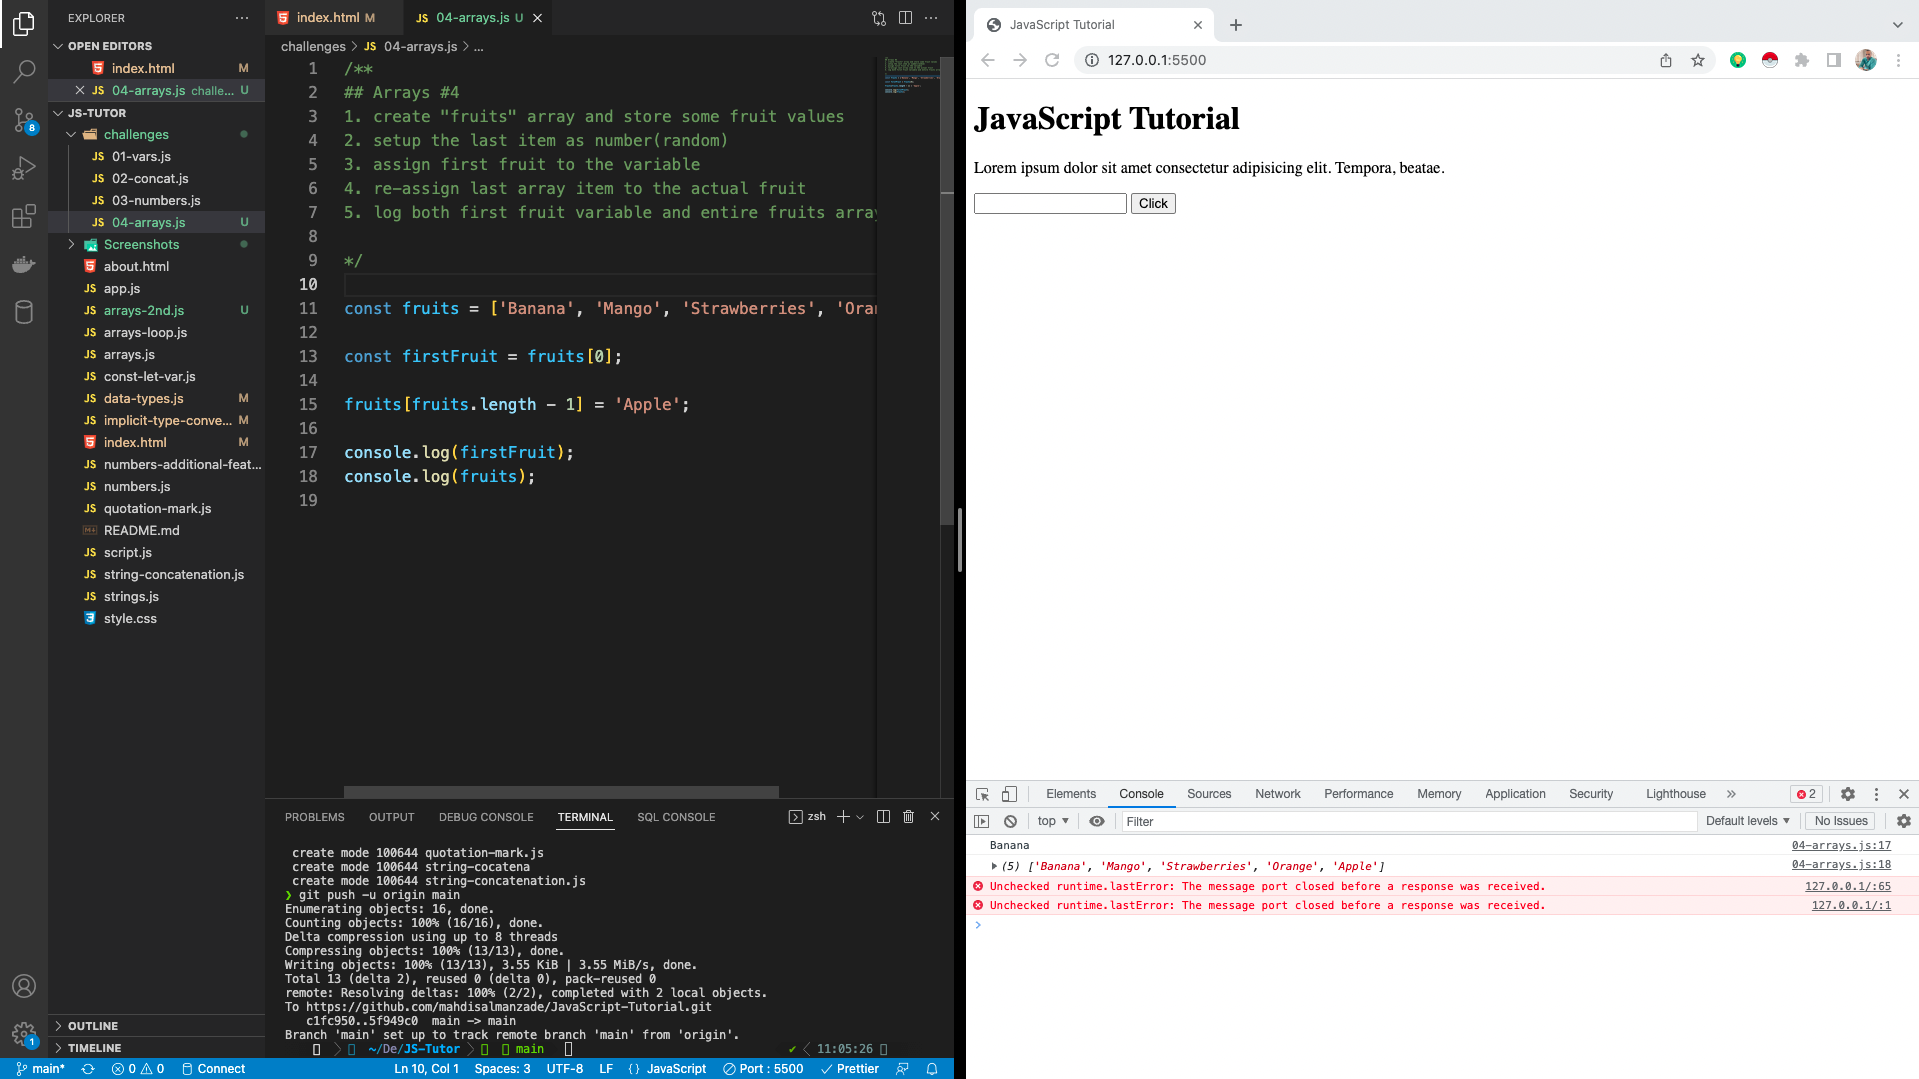 EXPLORER
OPEN EDITORS
index.html M
04-arrays.js challe... U
JS-TUTOR
challenges
01-vars.js
02-concat.js
03-numbers.js
04-arrays.js U
Screenshots
about.html
app.js
arrays-2nd.js U
arrays-loop.js
arrays.js
const-let-var.js
data-types.js M
implicit-type-conve... M
index.html M
numbers-additional-feat...
numbers.js
quotation-mark.js
README.md
script.js
string-concatenation.js
strings.js
style.css
OUTLINE
TIMELINE
8
1
index.html M
04-arrays.js U
challenges > JS 04-arrays.js > ...
1 /**
2 ## Arrays #4
3 1. create "fruits" array and store some fruit values
4 2. setup the last item as number(random)
5 3. assign first fruit to the variable
6 4. re-assign last array item to the actual fruit
7 5. log both first fruit variable and entire fruits array
8
9 */
10
11 const fruits = ['Banana', 'Mango', 'Strawberries', 'Oran
12
13 const firstFruit = fruits[0];
14
15 fruits[fruits.length - 1] = 'Apple';
16
17 console.log(firstFruit);
18 console.log(fruits);
19
PROBLEMS OUTPUT DEBUG CONSOLE TERMINAL SQL CONSOLE zsh
create mode 100644 quotation-mark.js
create mode 100644 string-cocatena
create mode 100644 string-concatenation.js
❯ git push -u origin main
Enumerating objects: 16, done.
Counting objects: 100% (16/16), done.
Delta compression using up to 8 threads
Compressing objects: 100% (13/13), done.
Writing objects: 100% (13/13), 3.55 KiB | 3.55 MiB/s, done.
Total 13 (delta 2), reused 0 (delta 0), pack-reused 0
remote: Resolving deltas: 100% (2/2), completed with 2 local objects.
To https://github.com/mahdisalmanzade/JavaScript-Tutorial.git
c1fc950..5f949c0 main -> main
Branch 'main' set up to track remote branch 'main' from 'origin'.
~/De/JS-Tutor main 11:05:26
main* 0 0 Connect Ln 10, Col 1 Spaces: 3 UTF-8 LF {} JavaScript Port : 5500 Prettier
JavaScript Tutorial
127.0.0.1:5500
JavaScript Tutorial
Lorem ipsum dolor sit amet consectetur adipisicing elit. Tempora, beatae.
Click
Elements Console Sources Network Performance Memory Application Security Lighthouse 2
top Filter Default levels No Issues
Banana 04-arrays.js:17
(5) ['Banana', 'Mango', 'Strawberries', 'Orange', 'Apple'] 04-arrays.js:18
Unchecked runtime.lastError: The message port closed before a response was received. 127.0.0.1/:65
Unchecked runtime.lastError: The message port closed before a response was received. 127.0.0.1/:1